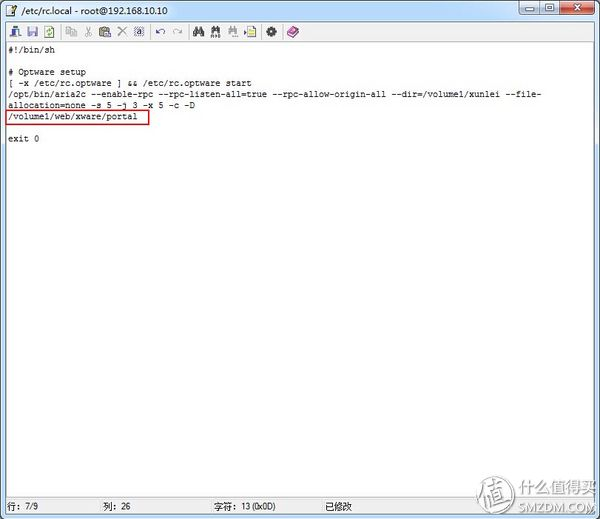 /etc/rc.local - root@192.168.10.10
#!/bin/sh
# Optware setup
[ -x /etc/rc.optware ] && /etc/rc.optware start
/opt/bin/aria2c --enable-rpc --rpc-listen-all=true --rpc-allow-origin-all --dir=/volume1/xunlei --file-
allocation=none -s 5 -j 3 -x 5 -c -D
/volume1/web/xware/portal
exit 0
行: 7/9 列: 26 字符: 13 (0x0D) 已修改
值 什么值得买
SMZDM.COM